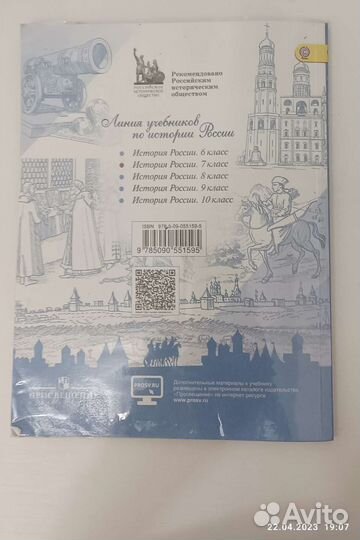 РОССИЙСКОЕ
ИСТОРИЧЕСКОЕ
ОБЩЕСТВО
Рекомендовано
Российским
историческим
обществом
Линия учебников
по истории России
• История России. 6 класс
• История России. 7 класс
• История России. 8 класс
• История России. 9 класс
• История России. 10 класс
ISBN 978-5-09-055159-5
9 785090 551595
ПРОСВЕЩЕНИЕ
PROSV.RU
Дополнительные материалы к учебнику
размещены в электронном каталоге издательства
«Просвещение» на интернет-ресурсе
www.prosv.ru
22.04.2023 19:07
Avito